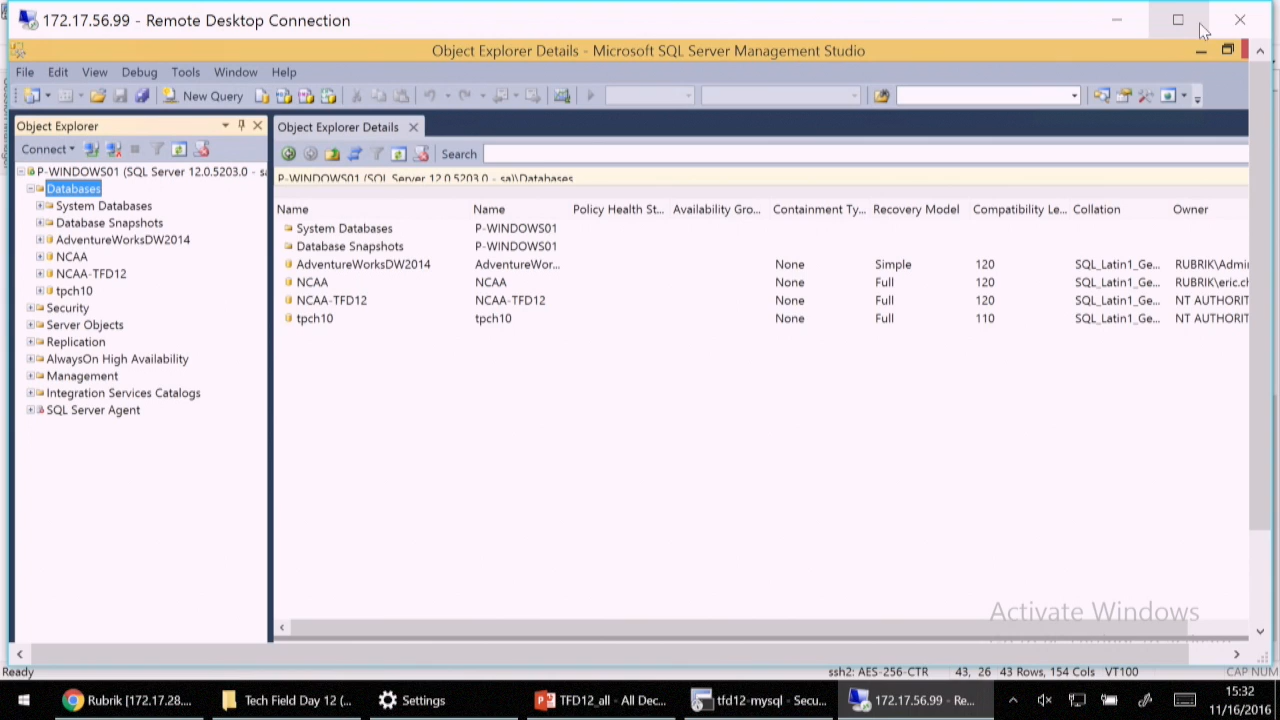 172.17.56.99 - Remote Desktop Connection
Object Explorer Details - Microsoft SQL Server Management Studio
File Edit View Debug Tools Window Help
New Query
Object Explorer
Object Explorer Details
Connect
Search
P-WINDOWS01 (SQL Server 12.0.5203.0 - sa
P-WINDOWS01 (SQL Server 12.0.5203.0 - sa)\Databases
Databases
System Databases
Database Snapshots
AdventureWorksDW2014
NCAA
NCAA-TFD12
tpch10
Security
Server Objects
Replication
AlwaysOn High Availability
Management
Integration Services Catalogs
SQL Server Agent
Name Name Policy Health St... Availability Gro... Containment Ty... Recovery Model Compatibility Le... Collation Owner
System Databases P-WINDOWS01
Database Snapshots P-WINDOWS01
AdventureWorksDW2014 AdventureWor... None Simple 120 SQL_Latin1_Ge... RUBRIK\Admi
NCAA NCAA None Full 120 SQL_Latin1_Ge... RUBRIK\eric.ch
NCAA-TFD12 NCAA-TFD12 None Full 120 SQL_Latin1_Ge... NT AUTHORIT
tpch10 tpch10 None Full 110 SQL_Latin1_Ge... NT AUTHORIT
Activate Windows
Ready ssh2: AES-256-CTR 43, 26 43 Rows, 154 Cols VT100 CAP NUM
Rubrik [172.17.28.... Tech Field Day 12 (... Settings TFD12_all - All Dec... tfd12-mysql - Secu... 172.17.56.99 - Re...
15:32
11/16/2016